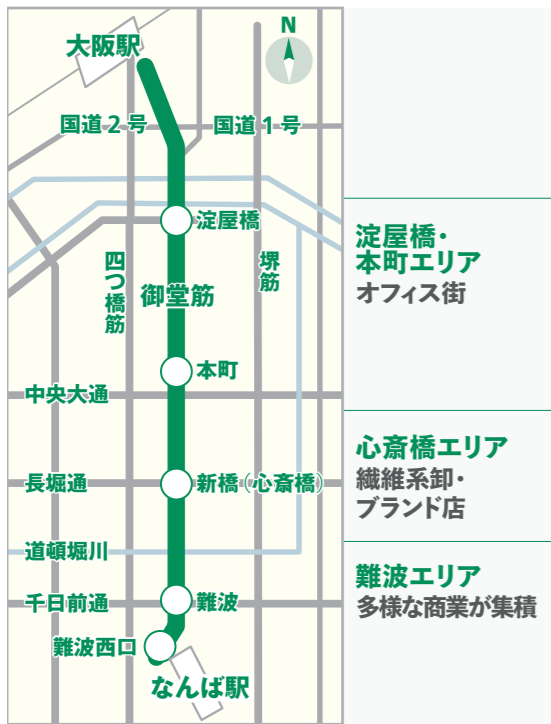 大阪駅
N
国道2号
国道1号
淀屋橋
四つ橋筋
御堂筋
堺筋
本町
中央大通
長堀通
新橋(心斎橋)
道頓堀川
千日前通
難波
難波西口
なんば駅
淀屋橋・
本町エリア
オフィス街
心斎橋エリア
繊維系卸・
ブランド店
難波エリア
多様な商業が集積